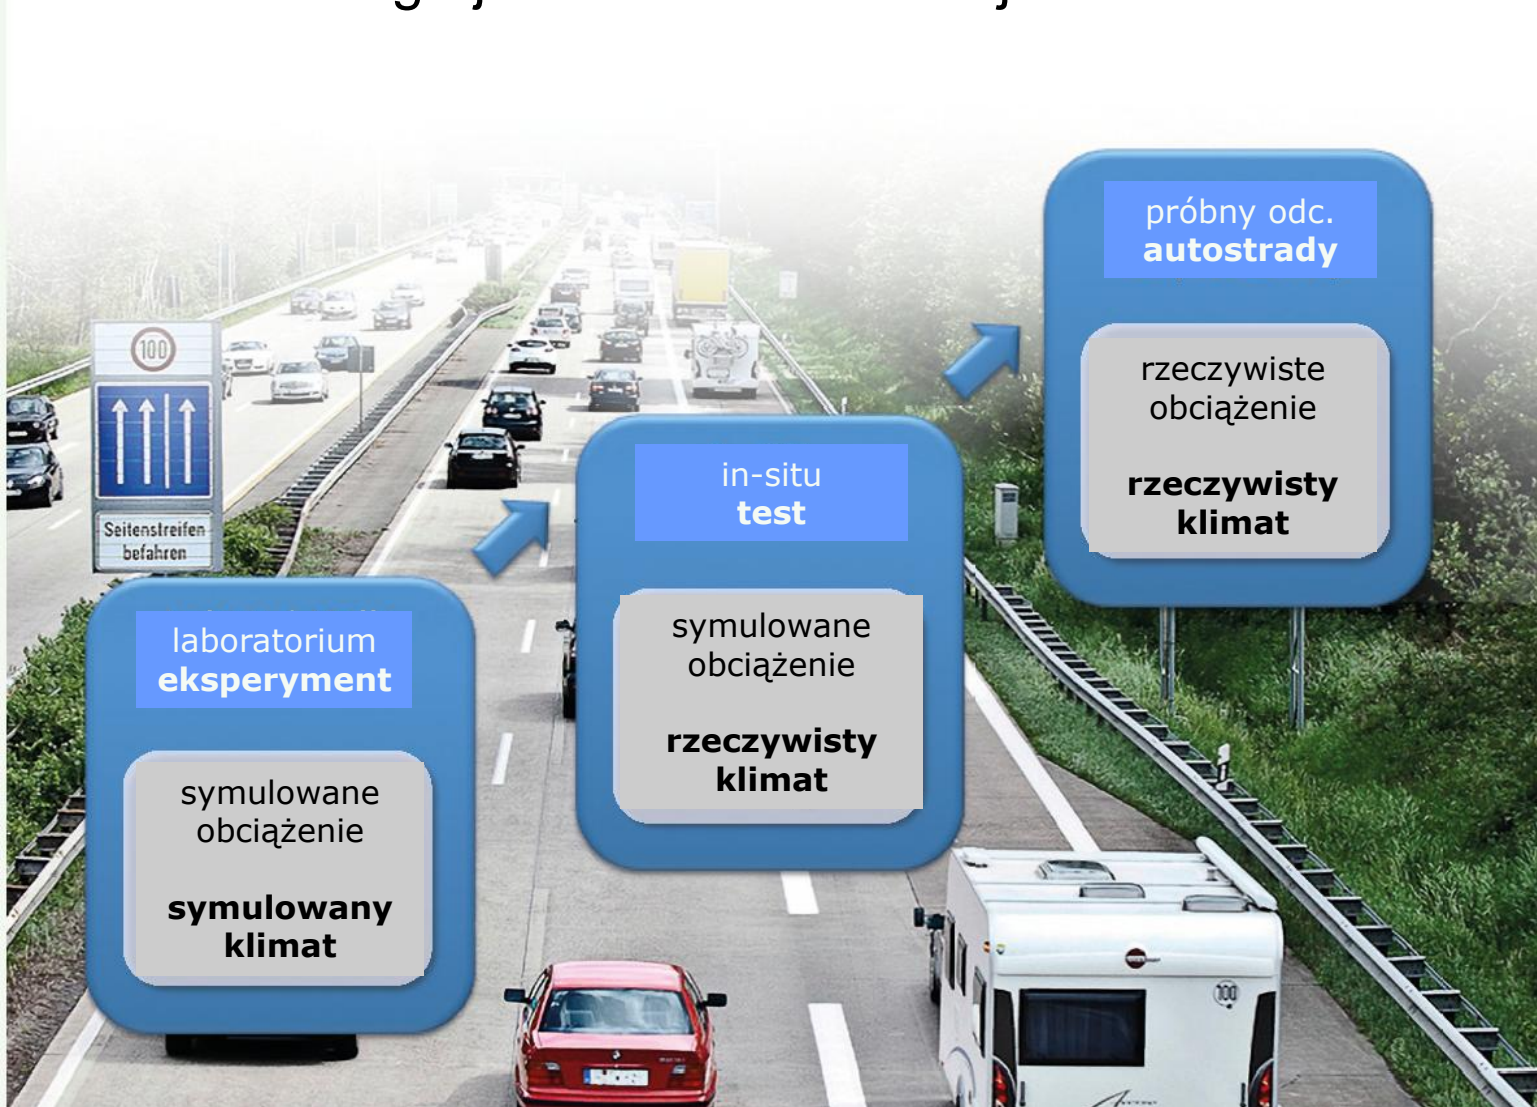 próbny odc.
autostrady
rzeczywiste
obciążenie
rzeczywisty
klimat
in-situ
test
symulowane
obciążenie
rzeczywisty
klimat
laboratorium
eksperyment
symulowane
obciążenie
symulowany
klimat
100
Seitenstreifen
befahren
100